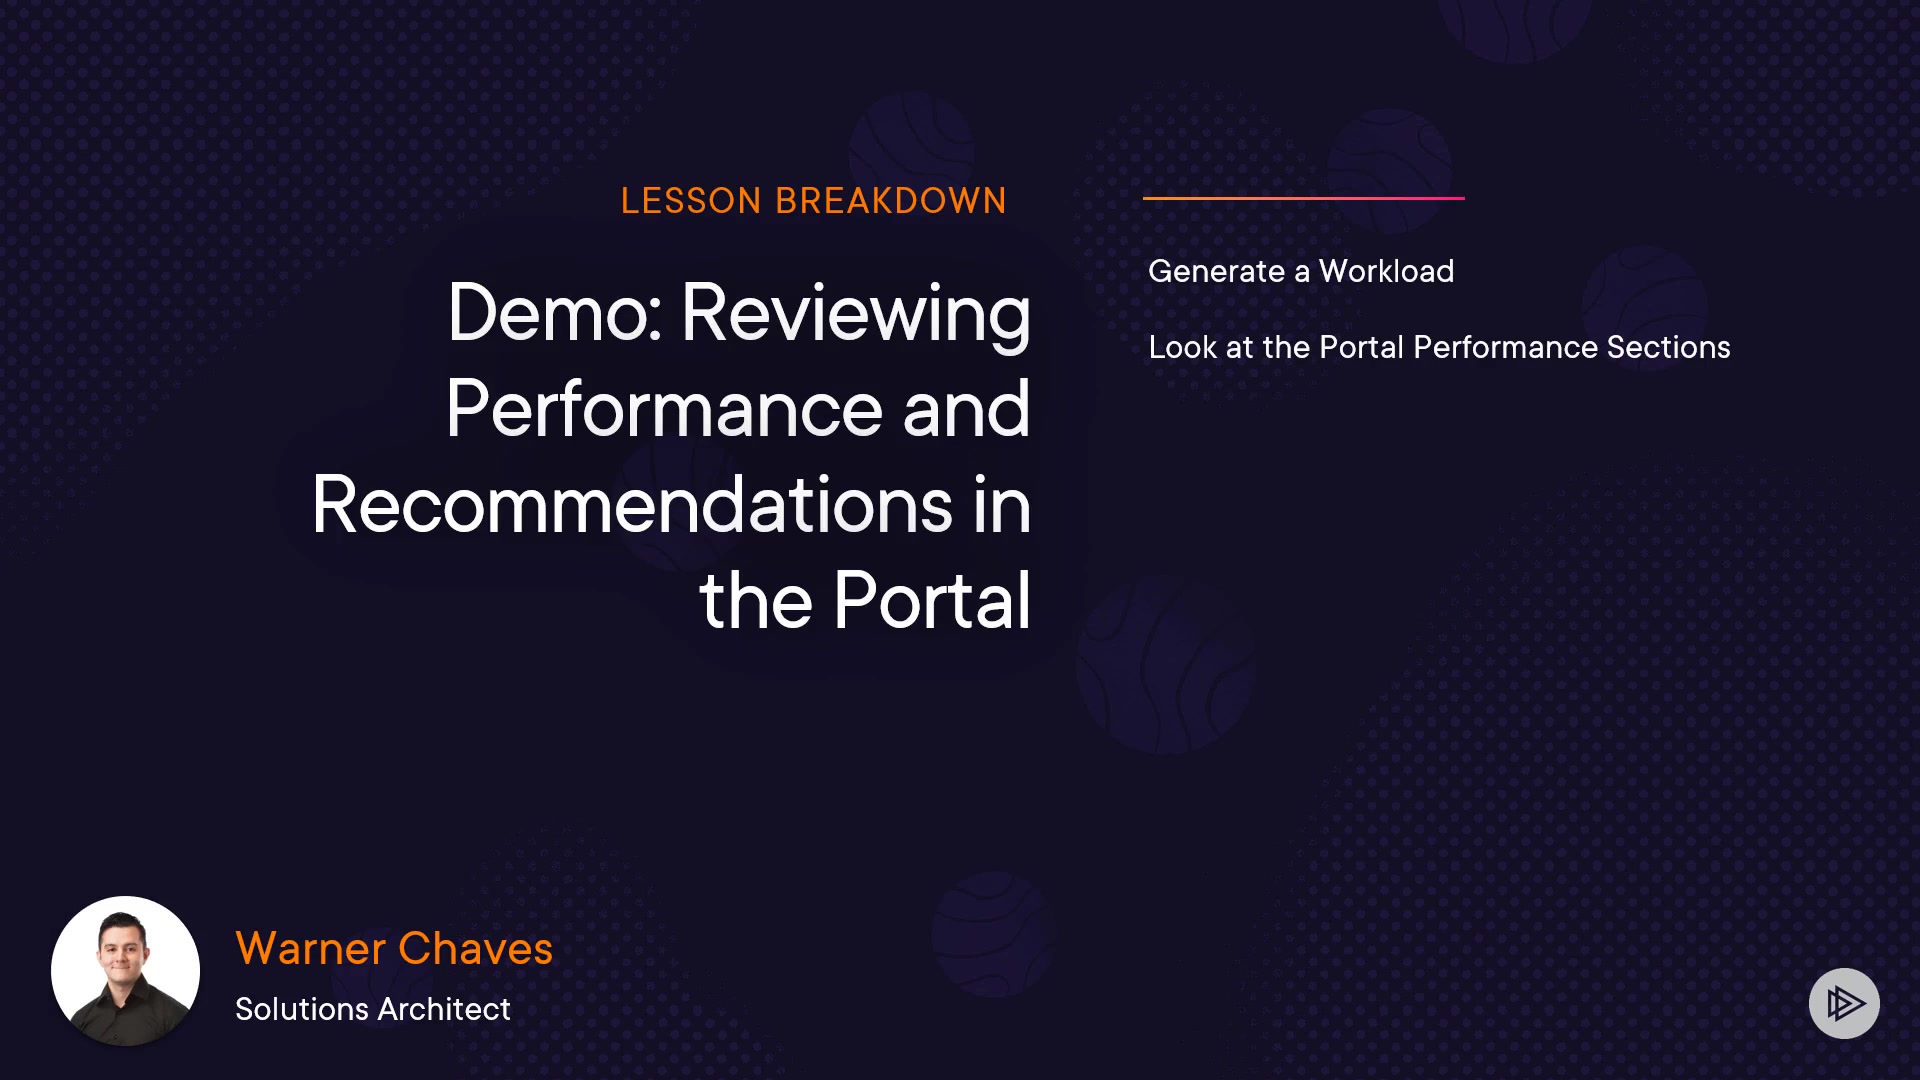 LESSON BREAKDOWN
Demo: Reviewing
Performance and
Recommendations in
the Portal
Generate a Workload
Look at the Portal Performance Sections
Warner Chaves
Solutions Architect